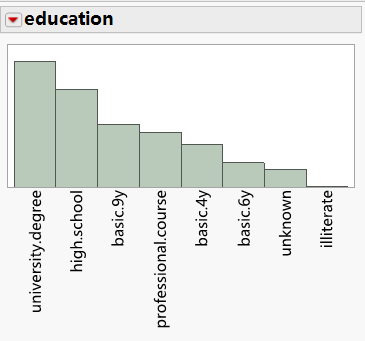 education
university.degree
high.school
basic.9y
professional.course
basic.4y
basic.6y
unknown
illiterate